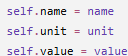 self.name = name
self.unit = unit
self.value = value